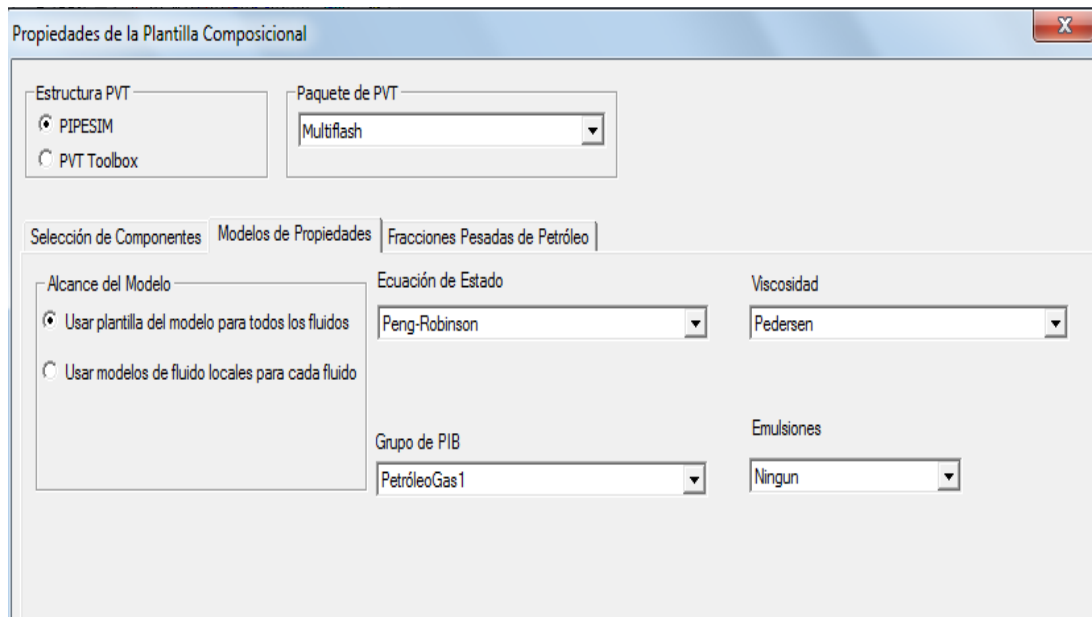 Propiedades de la Plantilla Composicional
X
Estructura PVT
PIPESIM
PVT Toolbox
Paquete de PVT
Multiflash
Selección de Componentes
Modelos de Propiedades
Fracciones Pesadas de Petróleo
Alcance del Modelo
Usar plantilla del modelo para todos los fluidos
Usar modelos de fluido locales para cada fluido
Ecuación de Estado
Peng-Robinson
Viscosidad
Pedersen
Grupo de PIB
PetróleoGas1
Emulsiones
Ningun